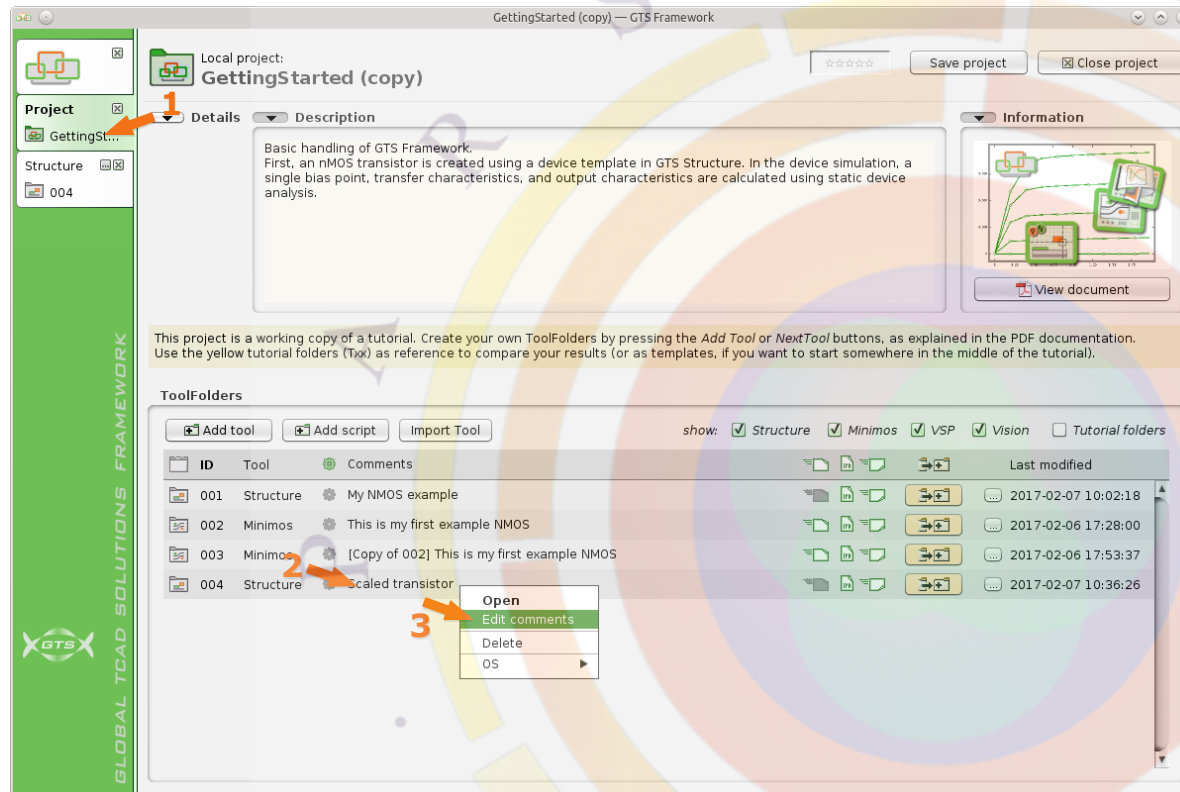 GettingStarted (copy) — GTS Framework
Local project:
GettingStarted (copy)
☆☆☆☆☆
Save project
Close project
Project
GettingSt...
Structure
004
1
Details
Description
Information
Basic handling of GTS Framework.
First, an nMOS transistor is created using a device template in GTS Structure. In the device simulation, a
single bias point, transfer characteristics, and output characteristics are calculated using static device
analysis.
View document
This project is a working copy of a tutorial. Create your own ToolFolders by pressing the Add Tool or NextTool buttons, as explained in the PDF documentation.
Use the yellow tutorial folders (Txx) as reference to compare your results (or as templates, if you want to start somewhere in the middle of the tutorial).
ToolFolders
Add tool
Add script
Import Tool
show: Structure Minimos VSP Vision Tutorial folders
ID Tool Comments Last modified
001 Structure My NMOS example ... 2017-02-07 10:02:18
002 Minimos This is my first example NMOS ... 2017-02-06 17:28:00
003 Minimos [Copy of 002] This is my first example NMOS ... 2017-02-06 17:53:37
004 Structure Scaled transistor ... 2017-02-07 10:36:26
2
3
Open
Edit comments
Delete
OS
GTS
GLOBAL TCAD SOLUTIONS FRAMEWORK